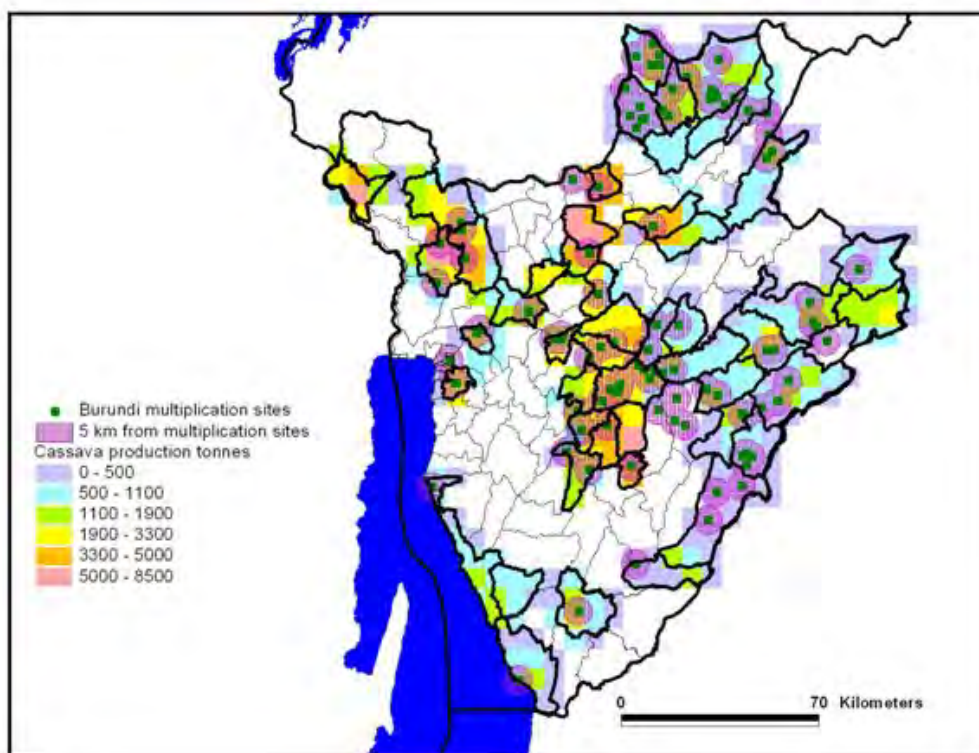 Burundi multiplication sites
5 km from multiplication sites
Cassava production tonnes
0 - 500
500 - 1100
1100 - 1900
1900 - 3300
3300 - 5000
5000 - 8500
0 70 Kilometers